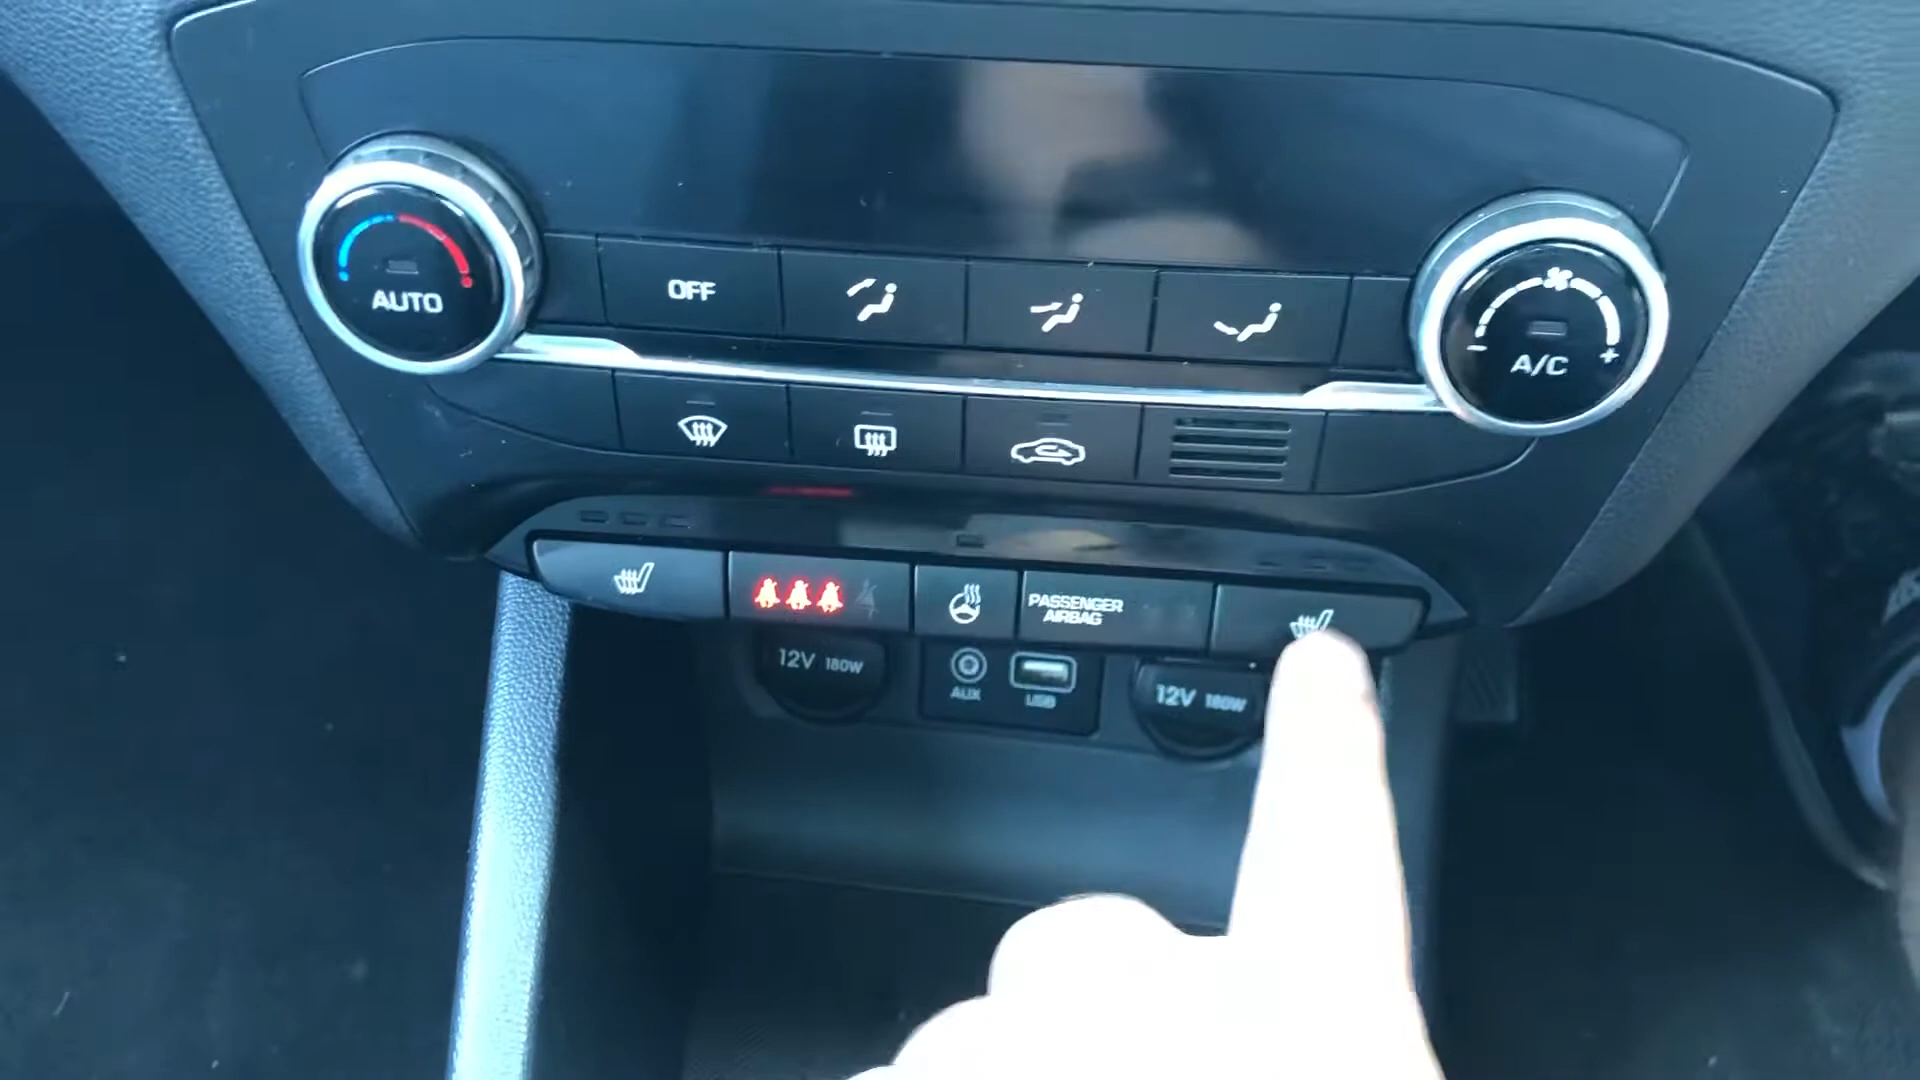 AUTO
OFF
A/C
- +
PASSENGER
AIRBAG
12V 180W
AUX
USB
12V 180W